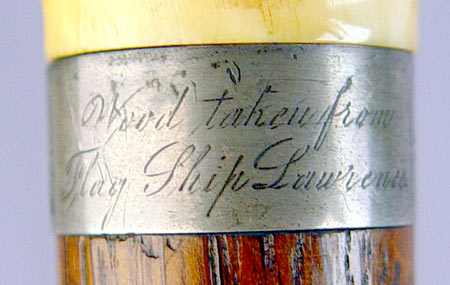 Wood taken from
Flag Ship Lawrence